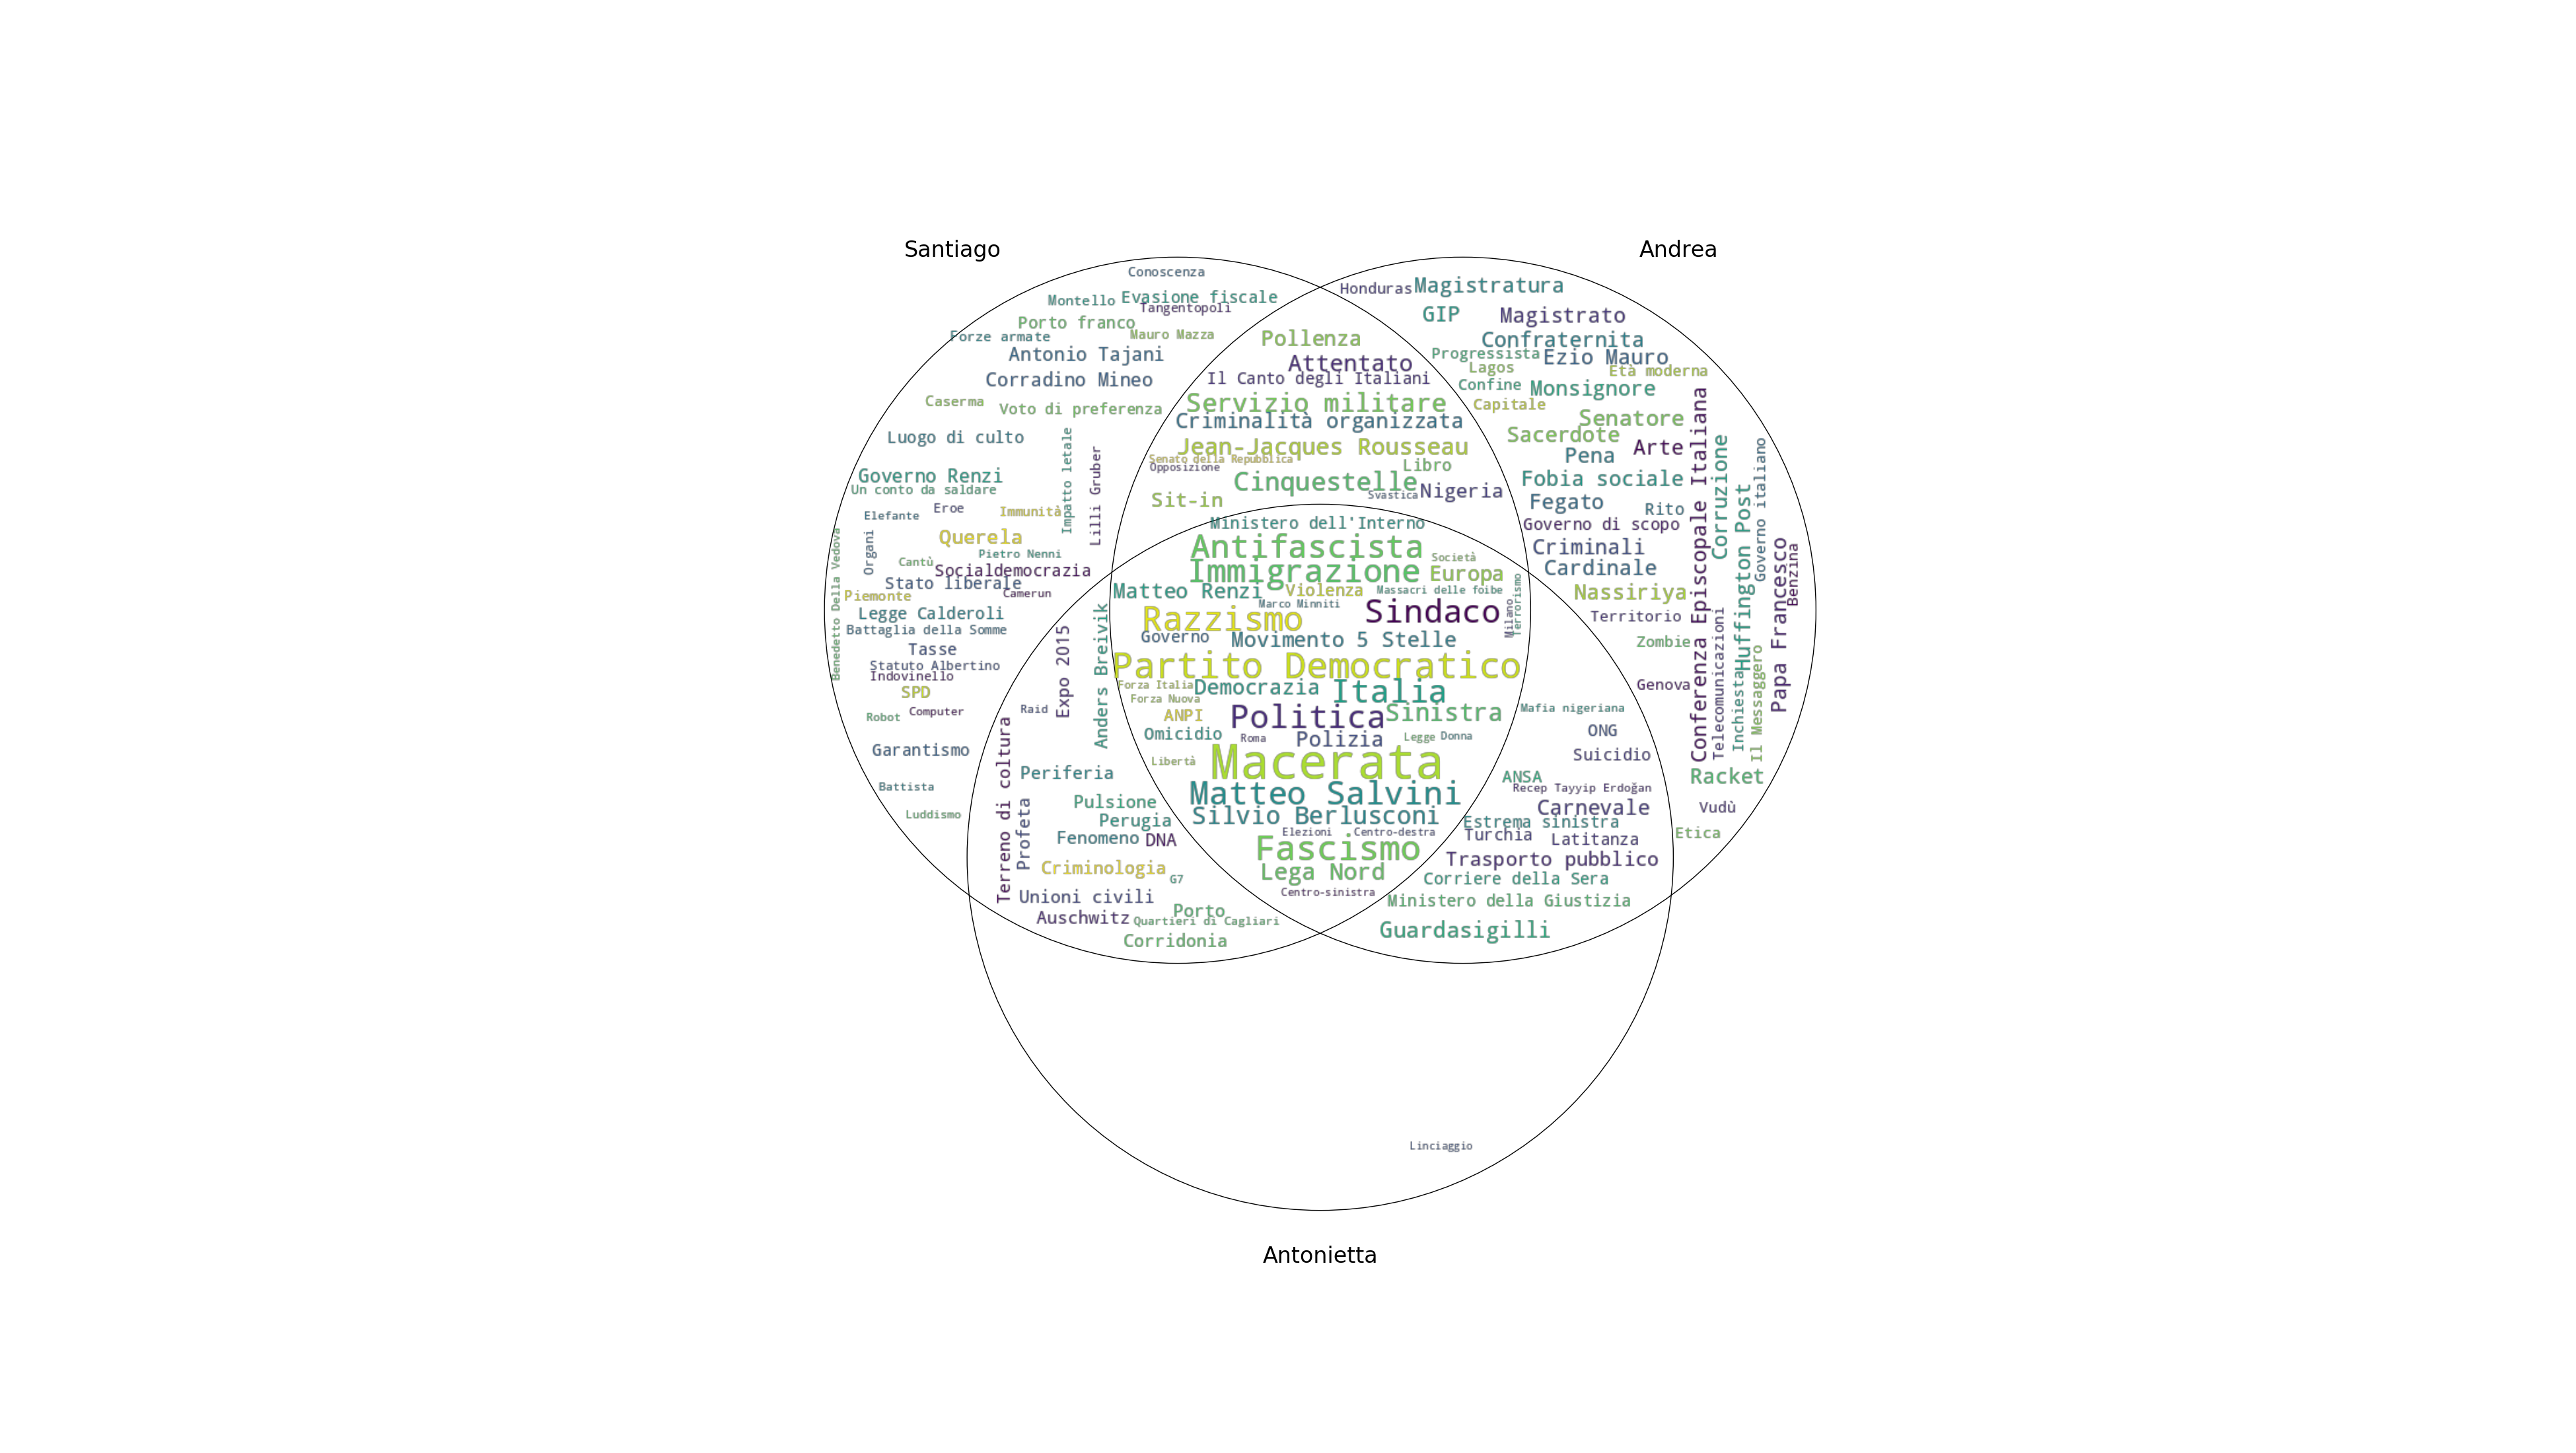 Santiago
Andrea
Conoscenza
Montello
Evasione fiscale
Tangentopoli
Porto franco
Forze armate
Mauro Mazza
Antonio Tajani
Corradino Mineo
Caserma
Voto di preferenza
Luogo di culto
Impatto letale
Lilli Gruber
Governo Renzi
Un conto da saldare
Elefante
Eroe
Immunità
Organi
Querela
Pietro Nenni
Cantù
Socialdemocrazia
Stato liberale
Benedetto Della Vedova
Piemonte
Camerun
Legge Calderoli
Battaglia della Somme
Tasse
Statuto Albertino
Indovinello
SPD
Robot
Computer
Garantismo
Battista
Luddismo
Pollenza
Attentato
Il Canto degli Italiani
Servizio militare
Criminalità organizzata
Jean-Jacques Rousseau
Senato della Repubblica
Opposizione
Libro
Cinquestelle
Svastica
Nigeria
Sit-in
Honduras
Magistratura
GIP
Magistrato
Confraternita
Progressista
Ezio Mauro
Lagos
Età moderna
Confine
Monsignore
Capitale
Senatore
Sacerdote
Arte
Pena
Conferenza Episcopale Italiana
Corruzione
Governo italiano
Fobia sociale
Fegato
Rito
Huffington Post
Governo di scopo
Criminali
Cardinale
Papa Francesco
Benzina
Nassiriya
Territorio
Zombie
Telecomunicazioni
Inchiesta
Il Messaggero
Genova
Racket
Vudù
Etica
Ministero dell'Interno
Antifascista
Società
Immigrazione
Europa
Matteo Renzi
Violenza
Massacri delle foibe
Marco Minniti
Razzismo
Sindaco
Milano
Terrorismo
Governo
Movimento 5 Stelle
Partito Democratico
Forza Italia
Democrazia
Italia
Forza Nuova
ANPI
Politica
Sinistra
Omicidio
Roma
Polizia
Legge
Donna
Libertà
Macerata
Matteo Salvini
Silvio Berlusconi
Elezioni
Centro-destra
Fascismo
Lega Nord
Centro-sinistra
Anders Breivik
Expo 2015
Raid
Terreno di coltura
Periferia
Profeta
Pulsione
Perugia
Fenomeno
DNA
Criminologia
G7
Unioni civili
Porto
Auschwitz
Quartieri di Cagliari
Corridonia
Mafia nigeriana
ONG
Suicidio
ANSA
Recep Tayyip Erdoğan
Carnevale
Estrema sinistra
Turchia
Latitanza
Trasporto pubblico
Corriere della Sera
Ministero della Giustizia
Guardasigilli
Linciaggio
Antonietta